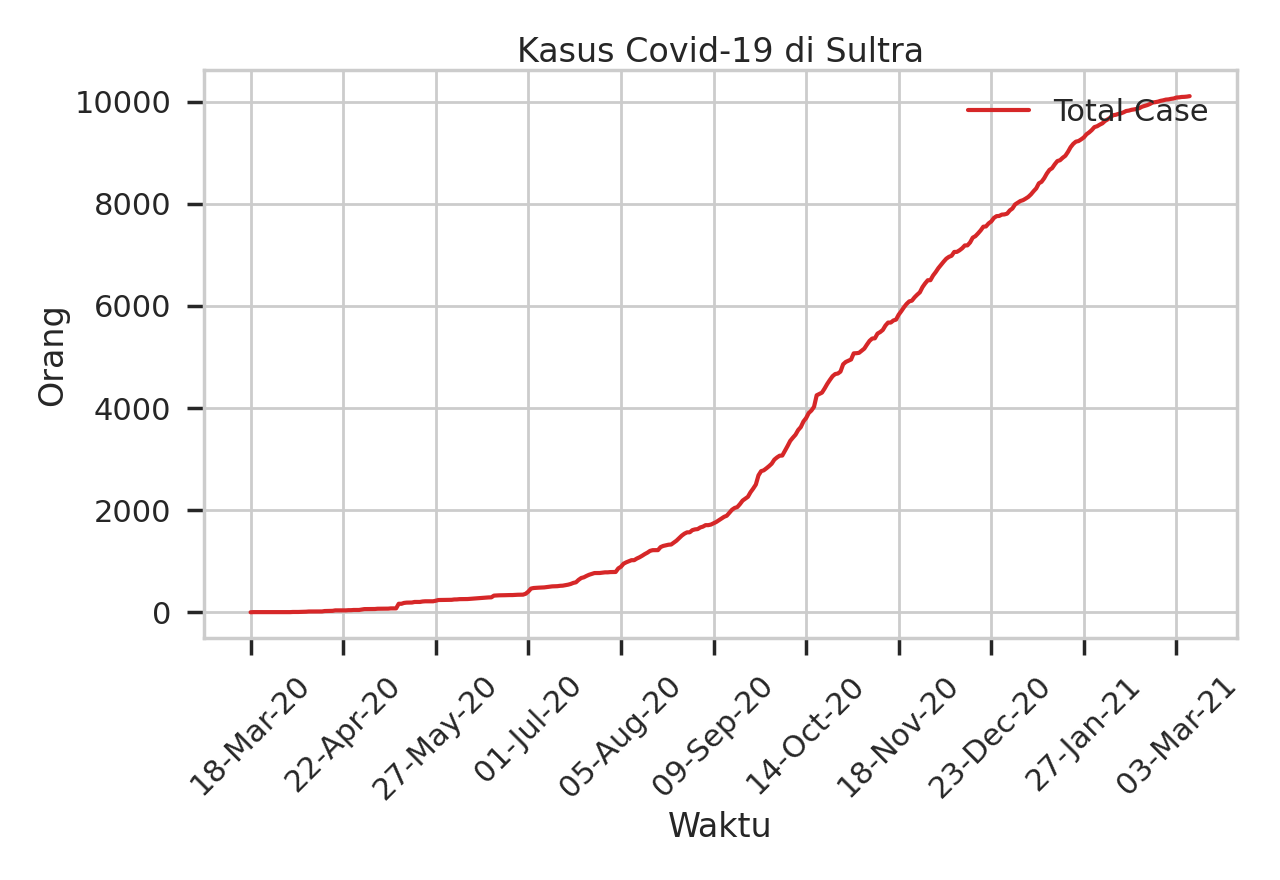 Kasus Covid-19 di Sultra
Total Case
10000
8000
6000
4000
2000
0
Orang
18-Mar-20
22-Apr-20
27-May-20
01-Jul-20
05-Aug-20
09-Sep-20
14-Oct-20
18-Nov-20
23-Dec-20
27-Jan-21
03-Mar-21
Waktu